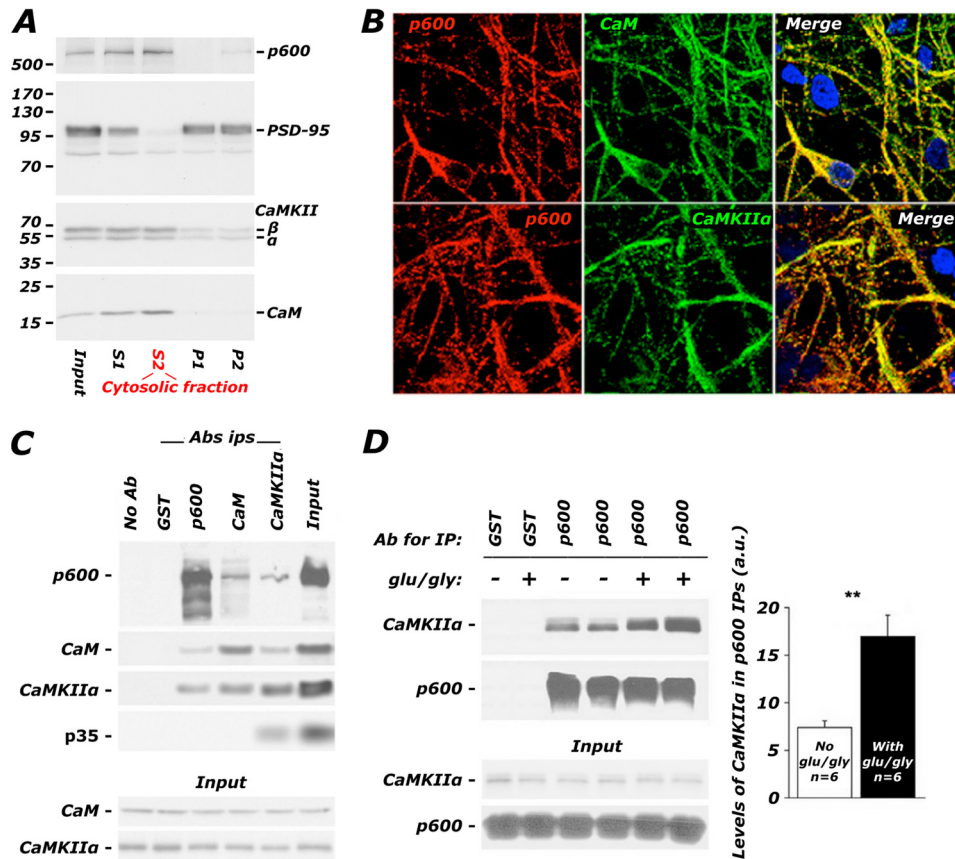 A
500
170
130
95
70
70
55
35
25
15
p600
PSD-95
CaMKII
β
α
CaM
Input
S1
S2
P1
P2
Cytosolic fraction
B
p600
CaM
Merge
p600
CaMKIIα
Merge
C
Abs ips
No Ab
GST
p600
CaM
CaMKIIα
Input
p600
CaM
CaMKIIα
p35
Input
CaM
CaMKIIα
D
Ab for IP: GST GST p600 p600 p600 p600
glu/gly: - + - - + +
CaMKIIα
p600
Input
CaMKIIα
p600
Levels of CaMKIIα in p600 IPs (a.u.)
20
15
10
5
0
**
No glu/gly n=6
With glu/gly n=6